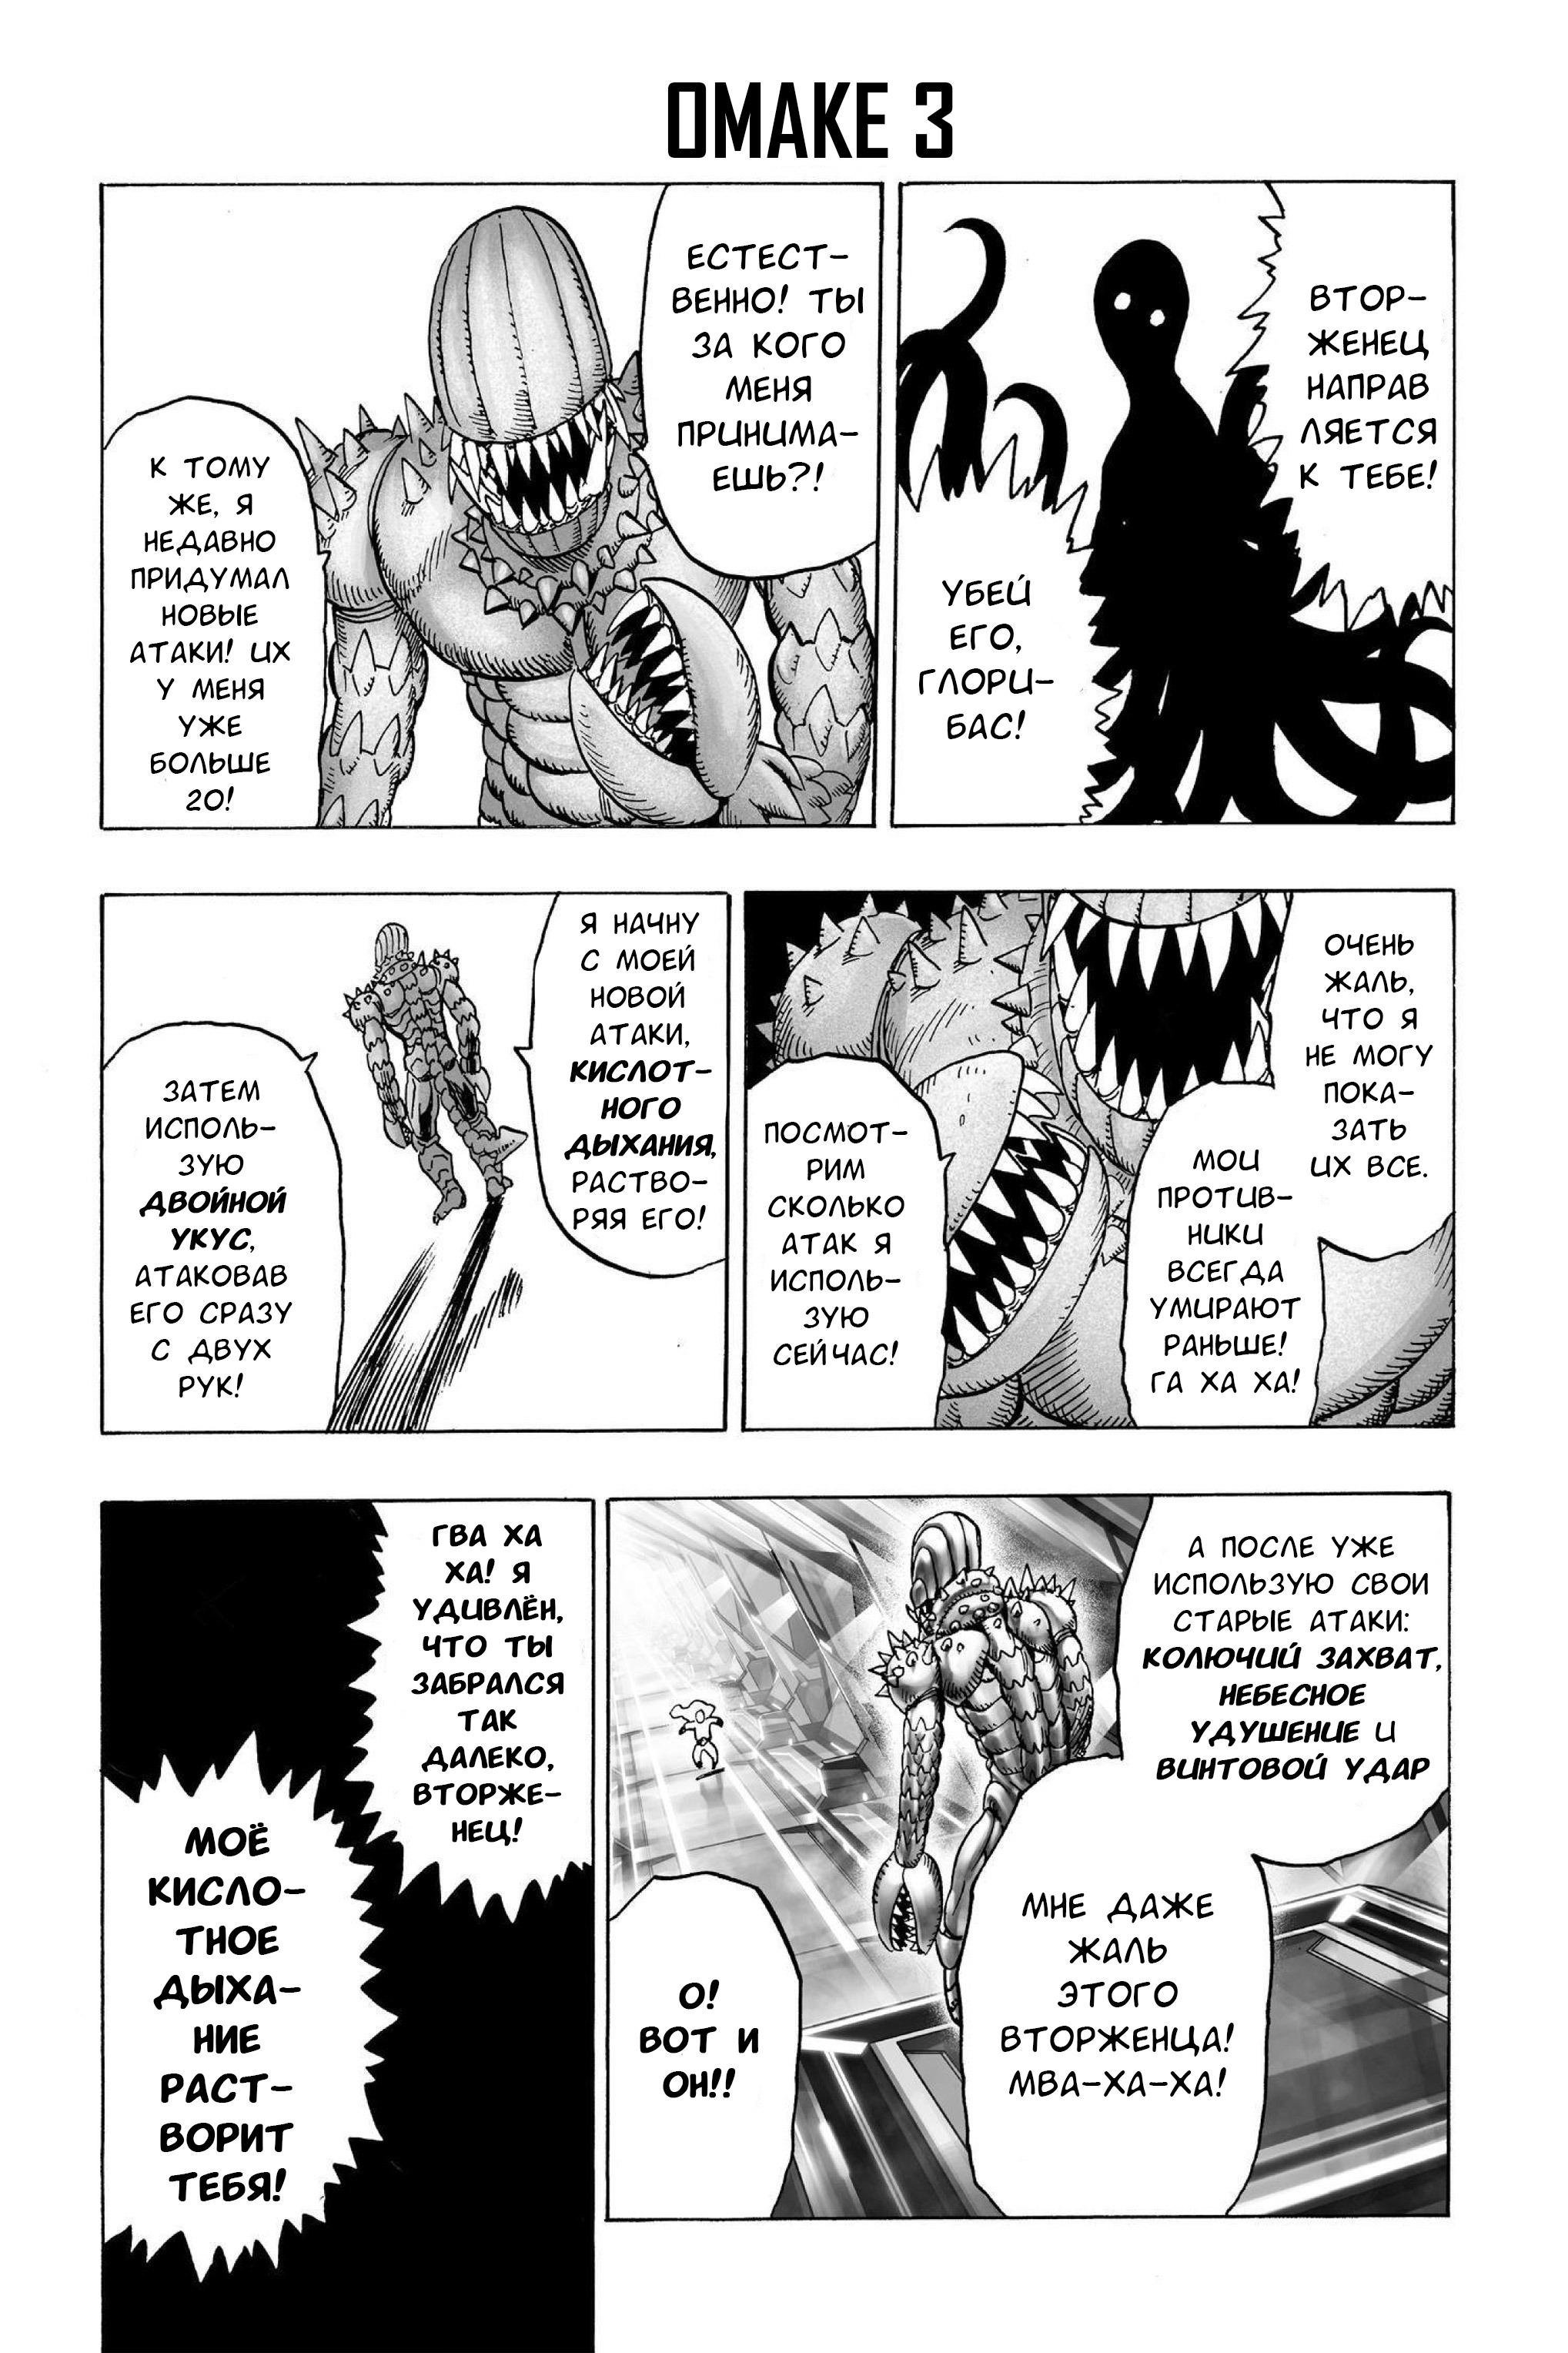 OMAKE 3
ВТОР-
ЖЕНЕЦ
НАПРАВ
ЛЯЕТСЯ
К ТЕБЕ!
УБЕЙ
ЕГО,
ГЛОРИ-
БАС!
ЕСТЕСТ-
ВЕННО! ТЫ
ЗА КОГО
МЕНЯ
ПРИНИМА-
ЕШЬ?!
К ТОМУ
ЖЕ, Я
НЕДАВНО
ПРИДУМАЛ
НОВЫЕ
АТАКИ! ИХ
У МЕНЯ
УЖЕ
БОЛЬШЕ
20!
ОЧЕНЬ
ЖАЛЬ,
ЧТО Я
НЕ МОГУ
ПОКА-
ЗАТЬ
ИХ ВСЕ.
МОИ
ПРОТИВ-
НИКИ
ВСЕГДА
УМИРАЮТ
РАНЬШЕ!
ГА ХА ХА!
ПОСМОТ-
РИМ
СКОЛЬКО
АТАК Я
ИСПОЛЬ-
ЗУЮ
СЕЙЧАС!
Я НАЧНУ
С МОЕЙ
НОВОЙ
АТАКИ,
КИСЛОТ-
НОГО
ДЫХАНИЯ,
РАСТВО-
РЯЯ ЕГО!
ЗАТЕМ
ИСПОЛЬ-
ЗУЮ
ДВОЙНОЙ
УКУС,
АТАКОВАВ
ЕГО СРАЗУ
С ДВУХ
РУК!
А ПОСЛЕ УЖЕ
ИСПОЛЬЗУЮ СВОИ
СТАРЫЕ АТАКИ:
КОЛЮЧИЙ ЗАХВАТ,
НЕБЕСНОЕ
УДУШЕНИЕ И
ВИНТОВОЙ УДАР
МНЕ ДАЖЕ
ЖАЛЬ
ЭТОГО
ВТОРЖЕНЦА!
МВА-ХА-ХА!
О!
ВОТ И
ОН!!
ГВА ХА
ХА! Я
УДИВЛЁН,
ЧТО ТЫ
ЗАБРАЛСЯ
ТАК
ДАЛЕКО,
ВТОРЖЕ-
НЕЦ!
МОЁ
КИСЛО-
ТНОЕ
ДЫХА-
НИЕ
РАСТ-
ВОРИТ
ТЕБЯ!